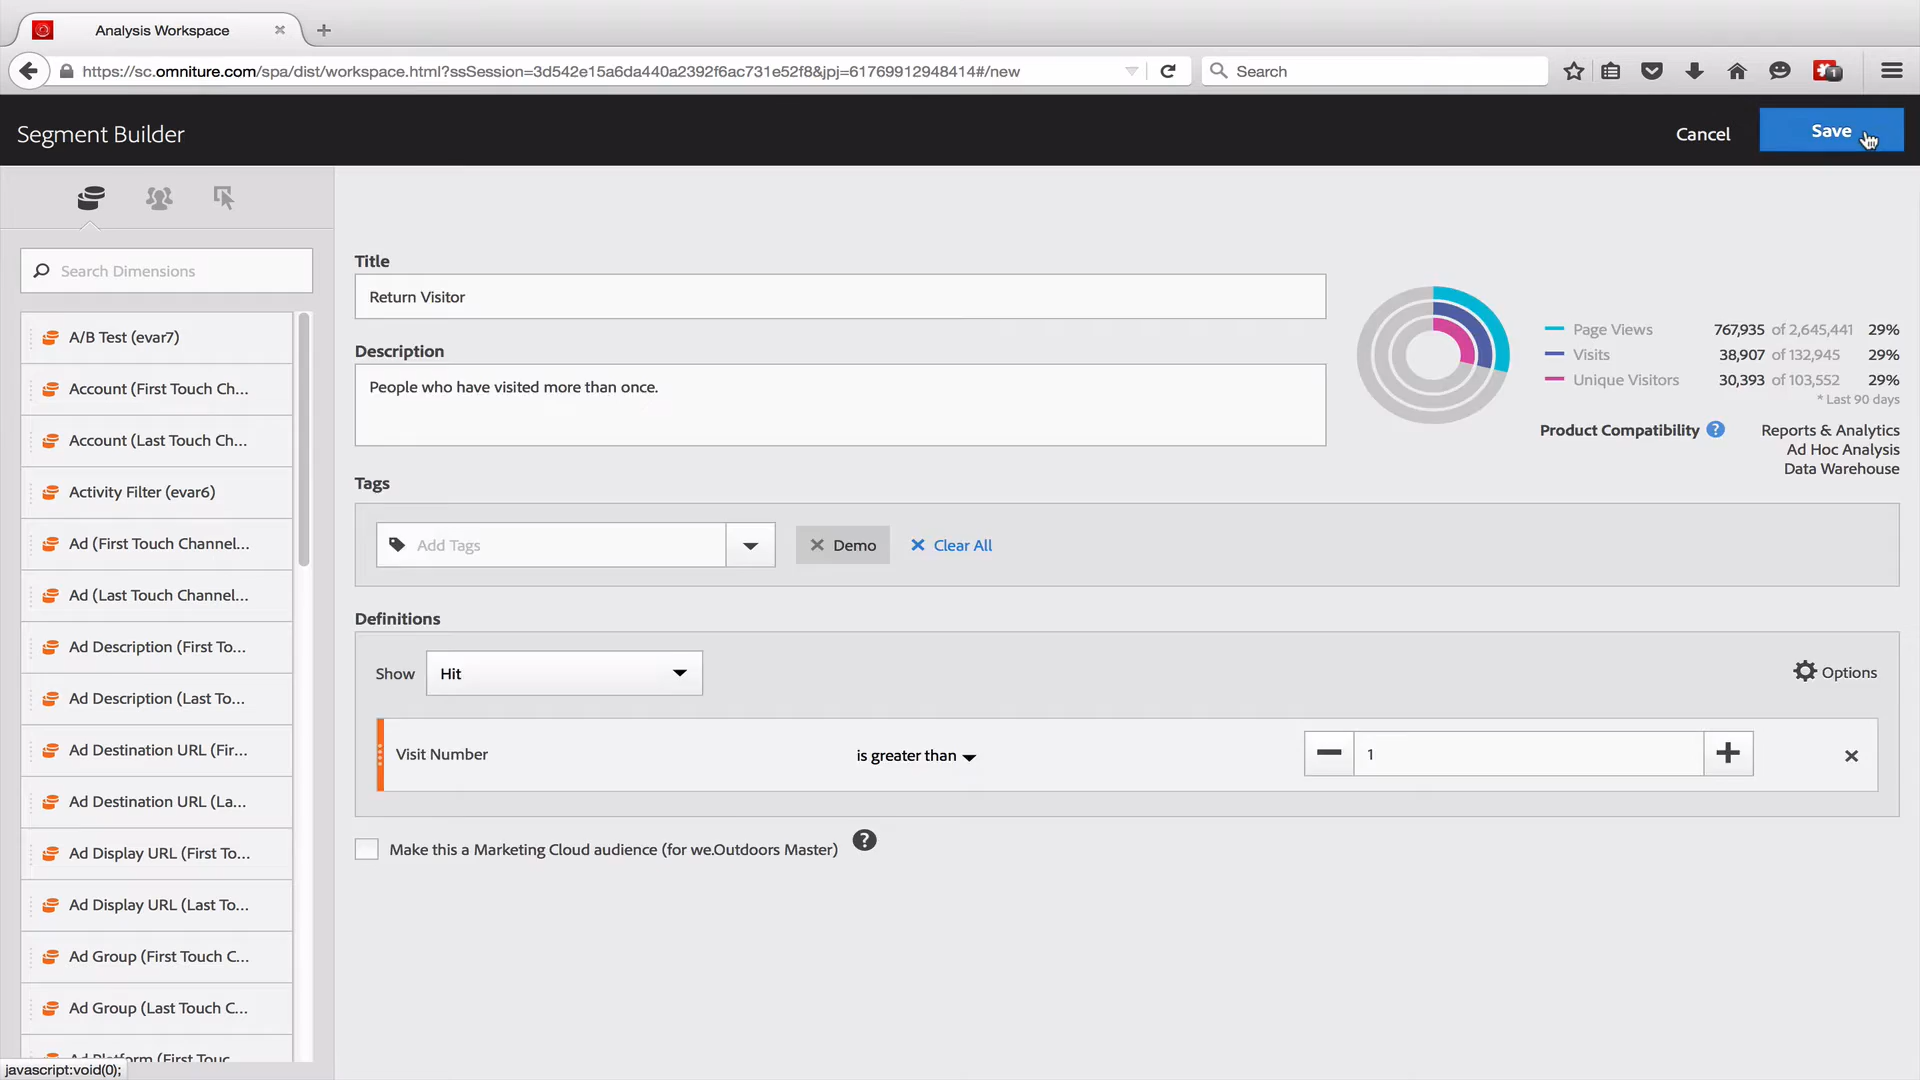 Analysis Workspace
https://sc.omniture.com/spa/dist/workspace.html?ssSession=3d542e15a6da440a2392f6ac731e52f8&jpj=61769912948414#/new
Search
1
Segment Builder
Cancel
Save
Search Dimensions
A/B Test (evar7)
Account (First Touch Ch...
Account (Last Touch Ch...
Activity Filter (evar6)
Ad (First Touch Channel...
Ad (Last Touch Channel...
Ad Description (First To...
Ad Description (Last To...
Ad Destination URL (Fir...
Ad Destination URL (La...
Ad Display URL (First To...
Ad Display URL (Last To...
Ad Group (First Touch C...
Ad Group (Last Touch C...
Ad Platform (First Touc
javascript:void(0);
Title
Return Visitor
Description
People who have visited more than once.
Page Views 767,935 of 2,645,441 29%
Visits 38,907 of 132,945 29%
Unique Visitors 30,393 of 103,552 29%
* Last 90 days
Product Compatibility ? Reports & Analytics
Ad Hoc Analysis
Data Warehouse
Tags
Add Tags
Demo
Clear All
Definitions
Show Hit
Options
Visit Number is greater than 1
Make this a Marketing Cloud audience (for we.Outdoors Master) ?